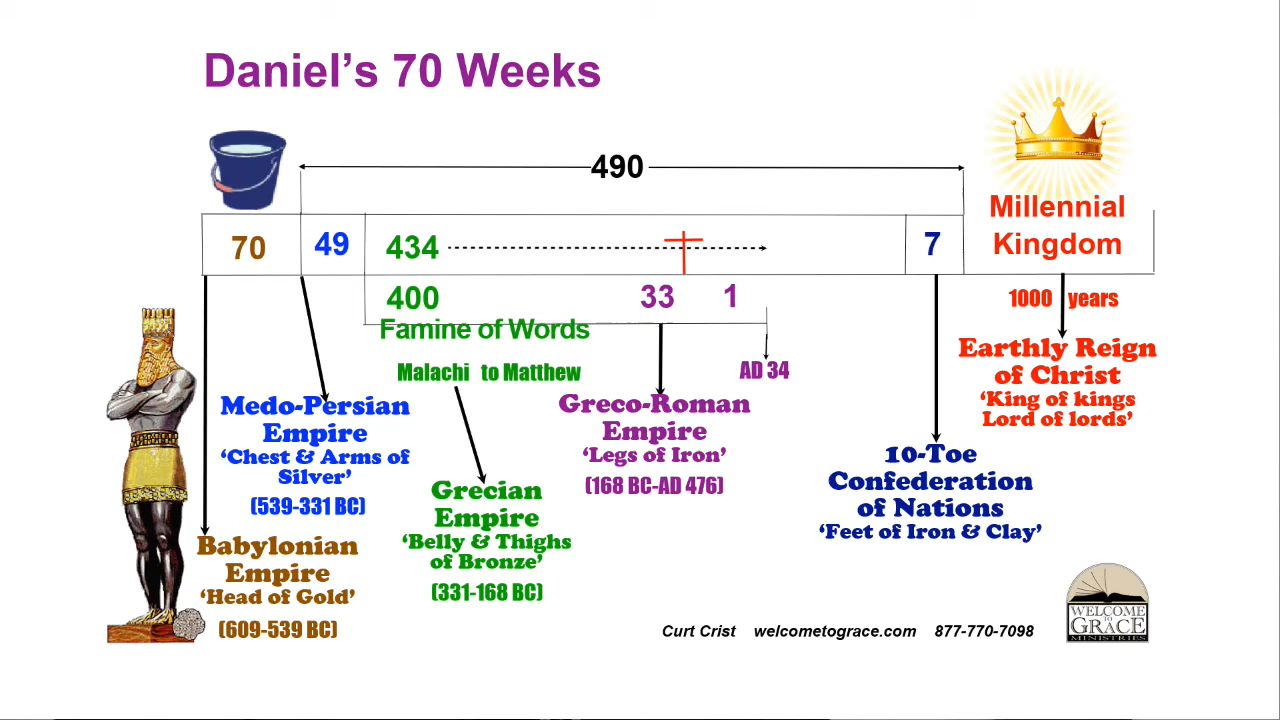 Daniel's 70 Weeks
490
Millennial
Kingdom
70
49
434
7
400
33
1
1000 years
Famine of Words
Malachi to Matthew
AD 34
Earthly Reign
of Christ
'King of kings
Lord of lords'
Medo-Persian
Empire
'Chest & Arms of
Silver'
(539-331 BC)
Greco-Roman
Empire
'Legs of Iron'
(168 BC-AD 476)
10-Toe
Confederation
of Nations
'Feet of Iron & Clay'
Grecian
Empire
'Belly & Thighs
of Bronze'
(331-168 BC)
Babylonian
Empire
'Head of Gold'
(609-539 BC)
Curt Crist welcometograce.com 877-770-7098
WELCOME
TO
GRACE
MINISTRIES